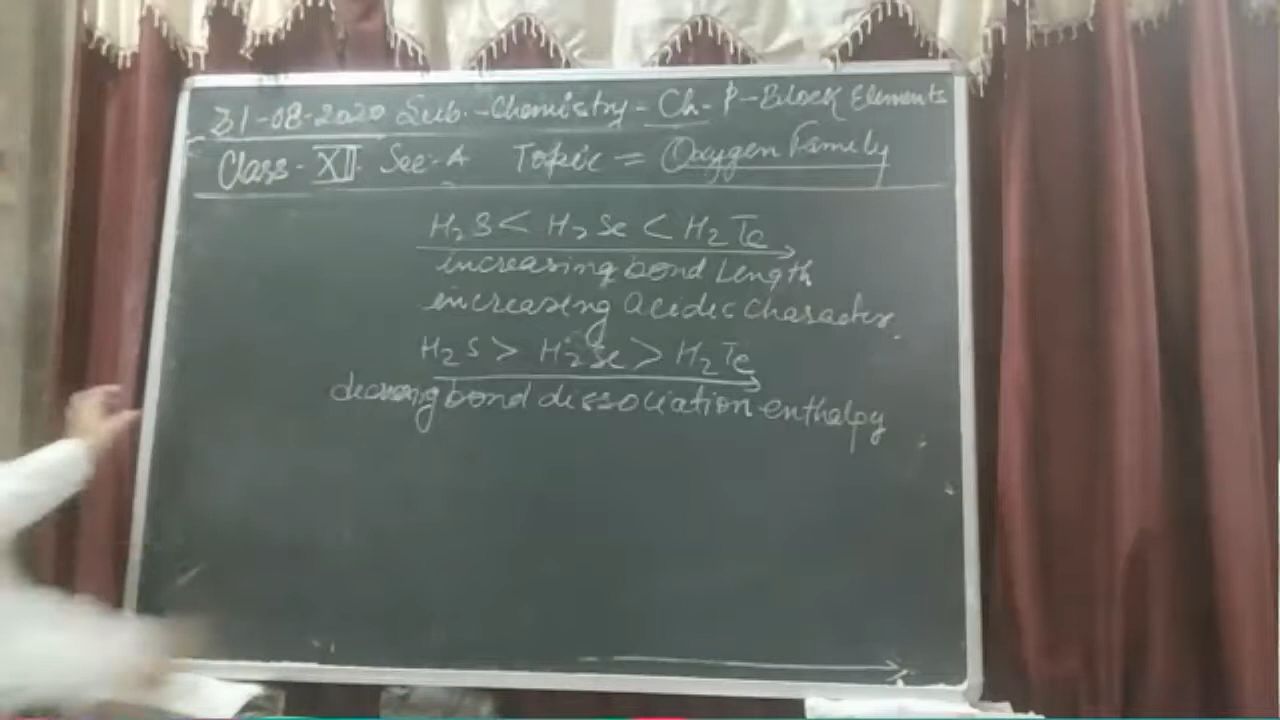 31-08-2020 Sub.-Chemistry-Ch-P-Block Elements
Class-XII Sec-A Topic = Oxygen Family
H₂S < H₂Se < H₂Te
increasing bond Length
increasing acidic character.
H₂S > H₂Se > H₂Te
bond dissociation enthalpy